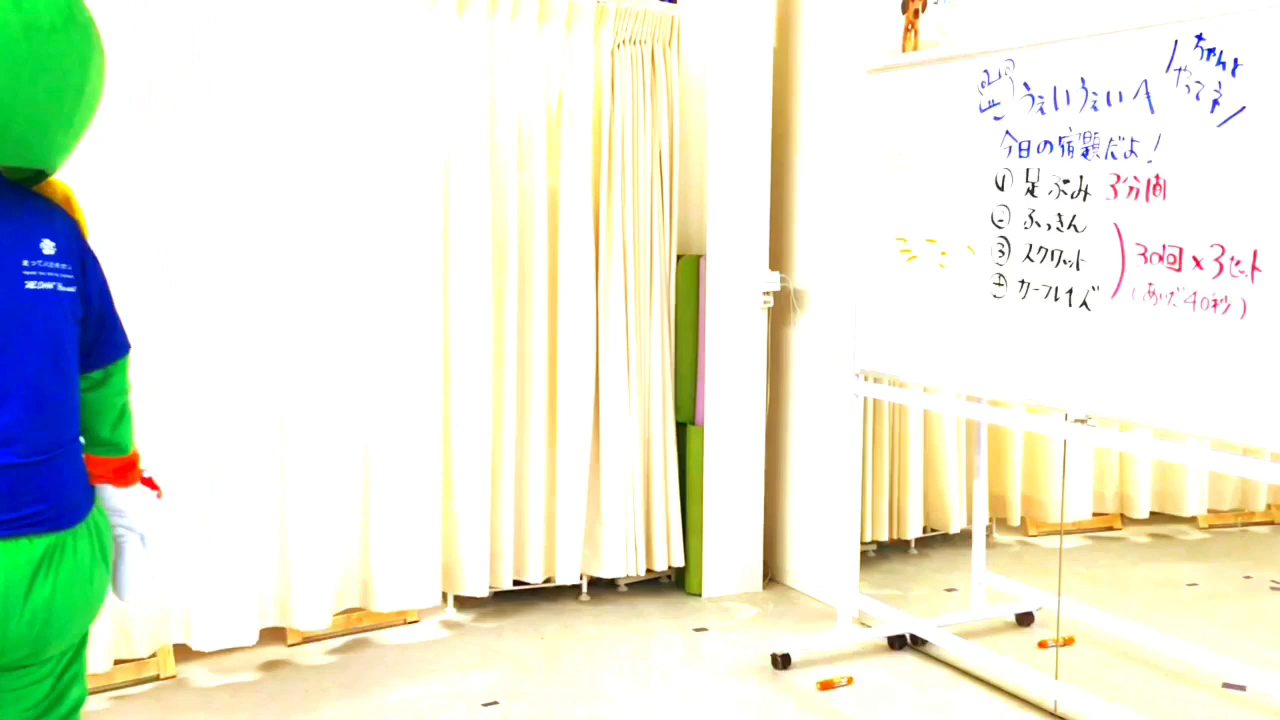 うぇいうぇいへ
\ちゃんと
やってネ/
今日の宿題だよ!
① 足ぶみ 3分間
② ふっきん
③ スクワット
④ カーフレイズ
30回×3セット
(あいだ40秒)